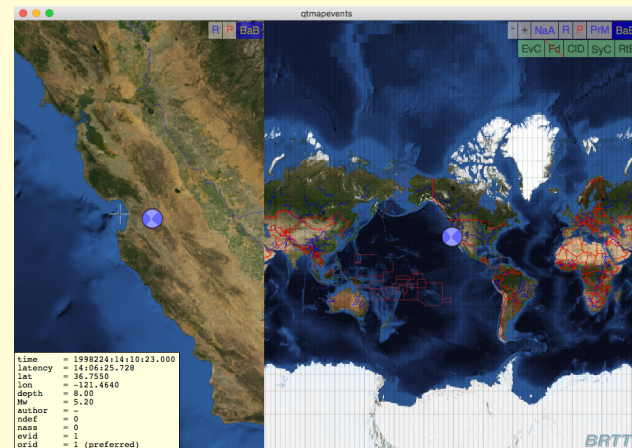 qtmapevents
R P BaB
- + NaA R P PrM BaB
EvC Fd CID SyC RtE
time = 1998224:14:10:23.000
latency = 14:06:25.728
lat = 36.7550
lon = -121.4640
depth = 8.00
Mw = 5.20
author = -
ndef = 0
nass = 0
evid = 1
orid = 1 (preferred)
BRTT